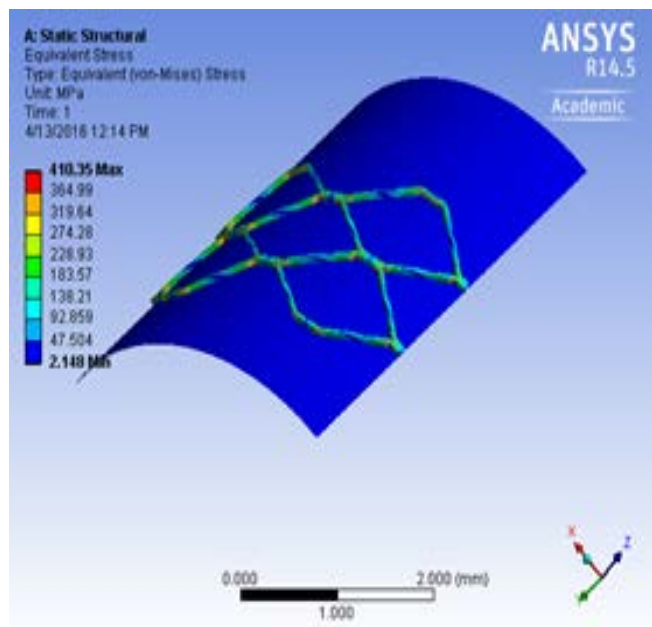 A: Static Structural
Equivalent Stress
Type: Equivalent (von-Mises) Stress
Unit: MPa
Time: 1
4/13/2016 12:14 PM
410.35 Max
364.99
319.64
274.28
228.93
183.57
138.21
92.859
47.504
2.148 Min
ANSYS
R14.5
Academic
X
Z
Y
0.000 2.000 (mm)
1.000